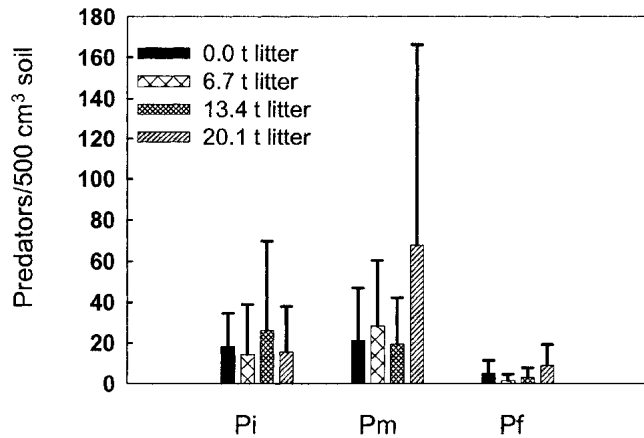 Predators/500 cm³ soil
180
160
140
120
100
80
60
40
20
0
0.0 t litter
6.7 t litter
13.4 t litter
20.1 t litter
Pi Pm Pf